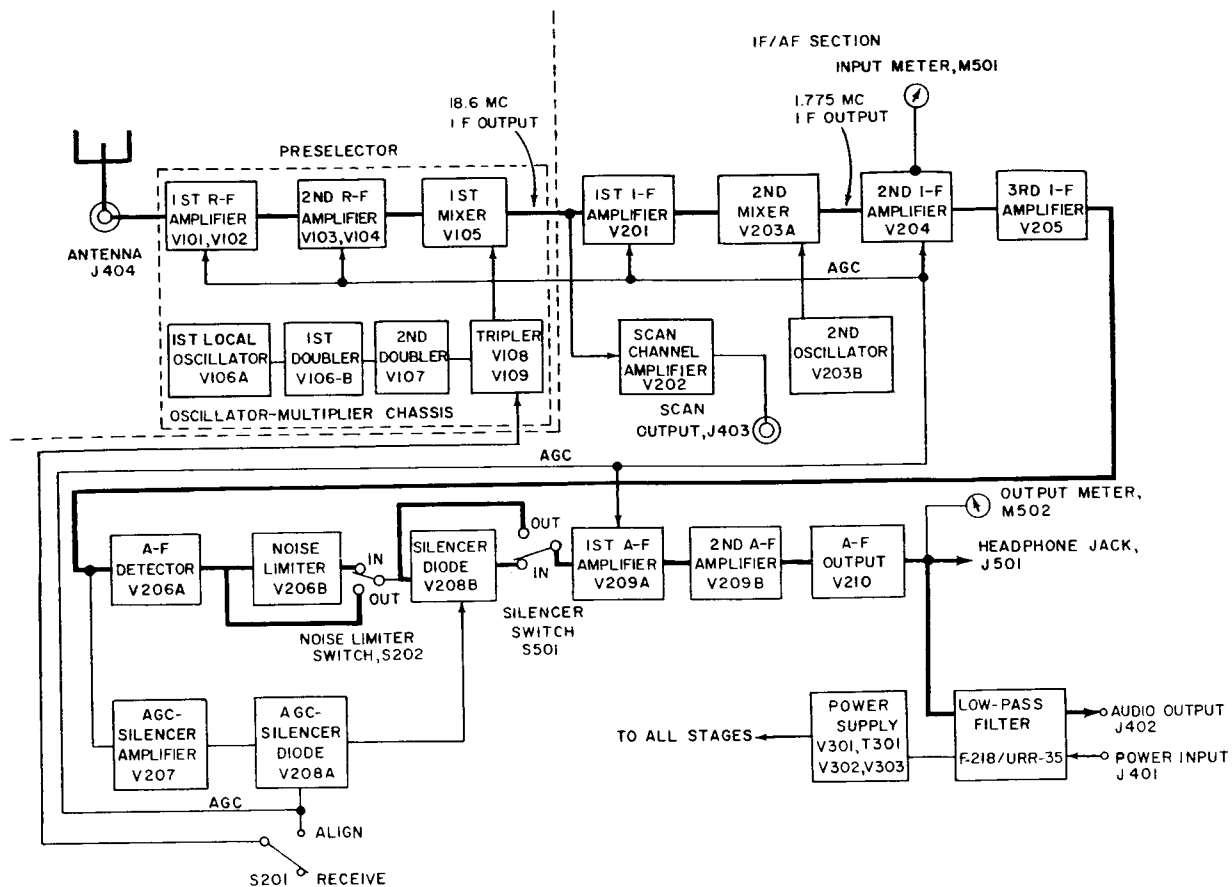 IF/AF SECTION
INPUT METER, M501
18.6 MC
I F OUTPUT
1.775 MC
I F OUTPUT
PRESELECTOR
ANTENNA
J404
1ST R-F
AMPLIFIER
V101, V102
2ND R-F
AMPLIFIER
V103, V104
1ST
MIXER
V105
1ST I-F
AMPLIFIER
V201
2ND
MIXER
V203A
2ND I-F
AMPLIFIER
V204
3RD I-F
AMPLIFIER
V205
AGC
1ST LOCAL
OSCILLATOR
V106A
1ST
DOUBLER
V106-B
2ND
DOUBLER
V107
TRIPLER
V108
V109
OSCILLATOR-MULTIPLIER CHASSIS
SCAN
CHANNEL
AMPLIFIER
V202
2ND
OSCILLATOR
V203B
SCAN
OUTPUT, J403
AGC
OUTPUT METER,
M502
HEADPHONE JACK,
J501
A-F
DETECTOR
V206A
NOISE
LIMITER
V206B
IN
OUT
NOISE LIMITER
SWITCH, S202
SILENCER
DIODE
V208B
OUT
IN
SILENCER
SWITCH
S501
1ST A-F
AMPLIFIER
V209A
2ND A-F
AMPLIFIER
V209B
A-F
OUTPUT
V210
AGC-
SILENCER
AMPLIFIER
V207
AGC-
SILENCER
DIODE
V208A
TO ALL STAGES
POWER
SUPPLY
V301, T301
V302, V303
LOW-PASS
FILTER
F-218/URR-35
AUDIO OUTPUT
J402
POWER INPUT
J401
AGC
ALIGN
S201 RECEIVE